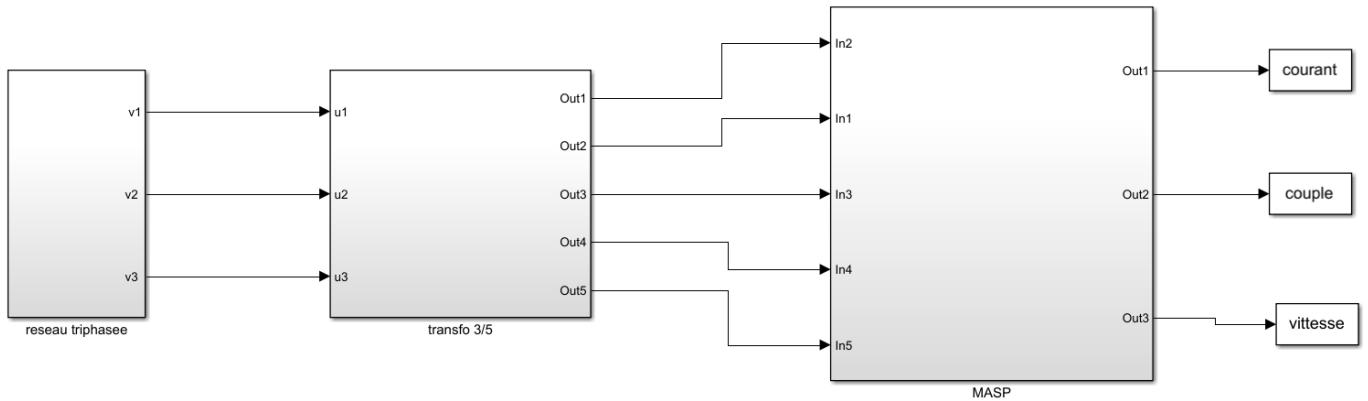 v1
v2
v3
reseau triphasee
u1
u2
u3
Out1
Out2
Out3
Out4
Out5
transfo 3/5
In2
In1
In3
In4
In5
Out1
Out2
Out3
MASP
courant
couple
vittesse